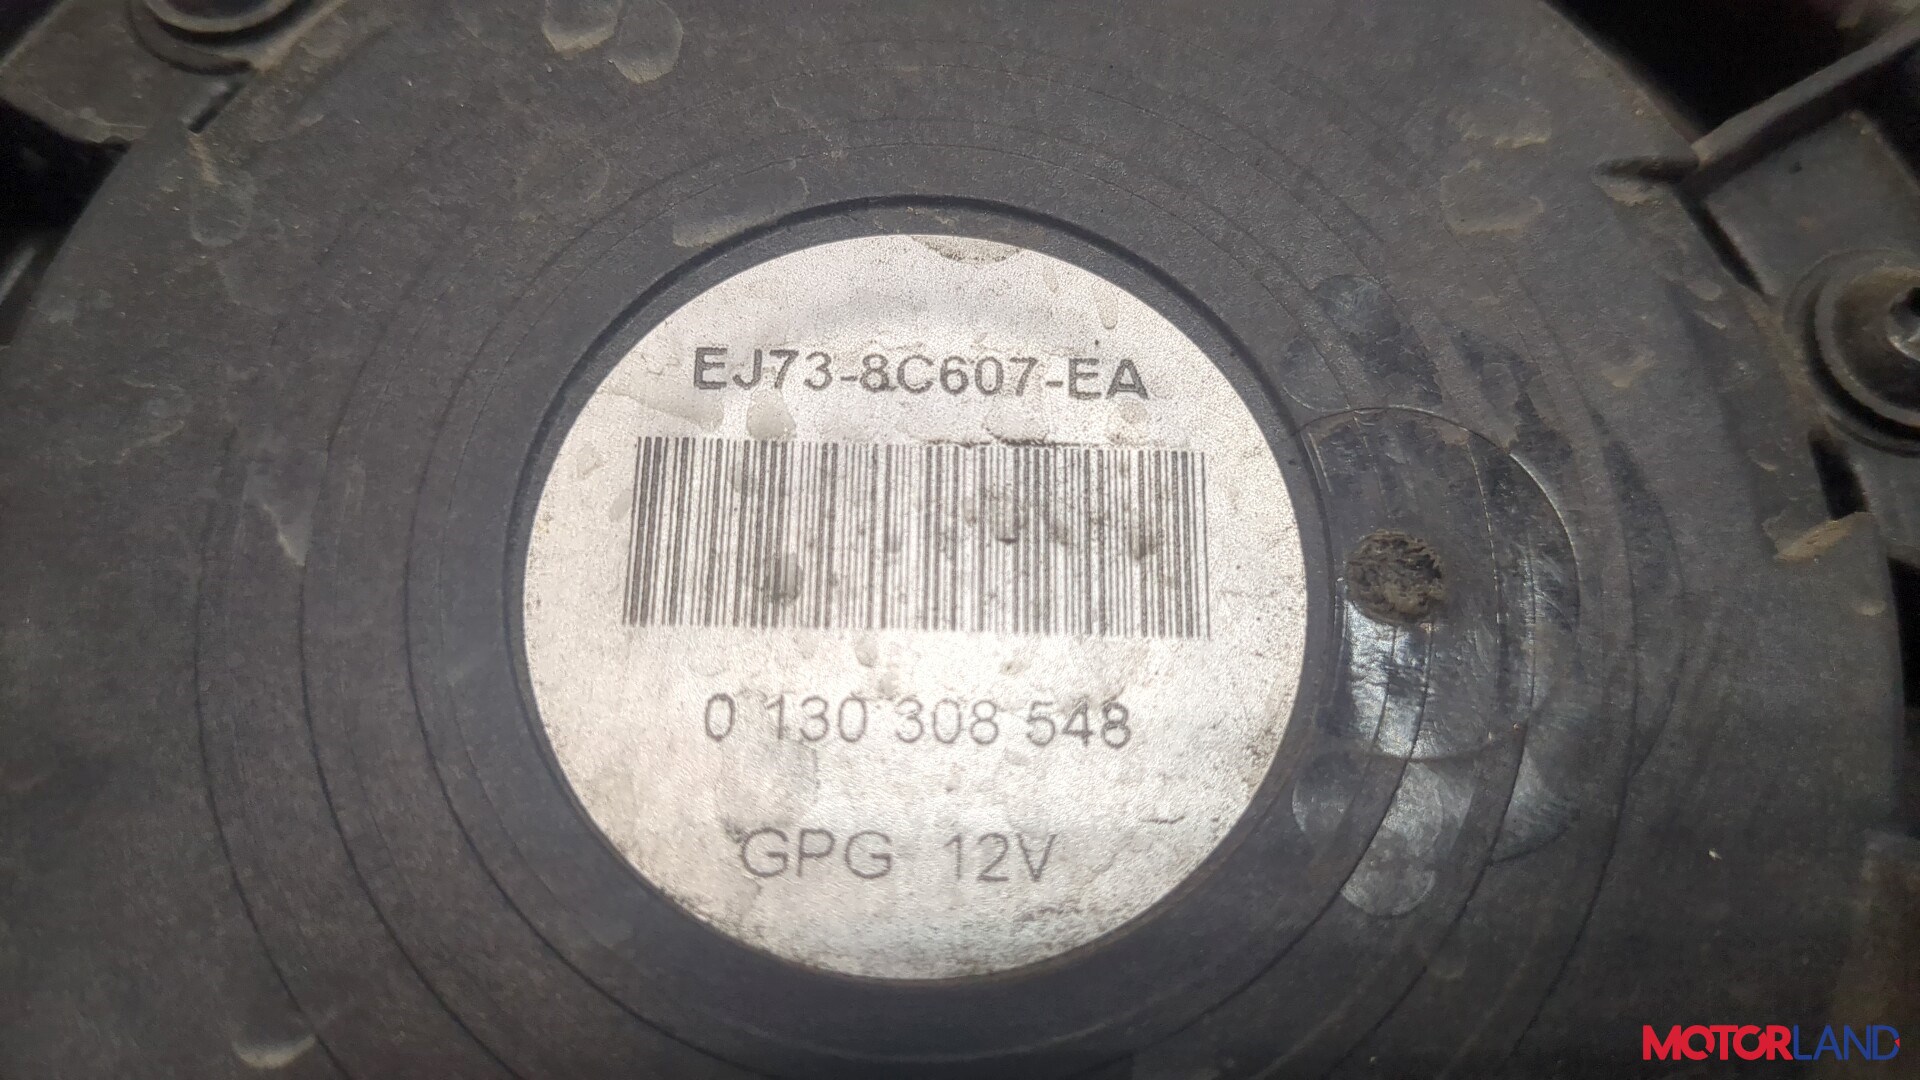 EJ73-8C607-EA
0 130 308 548
GPG 12V
MOTORLAND